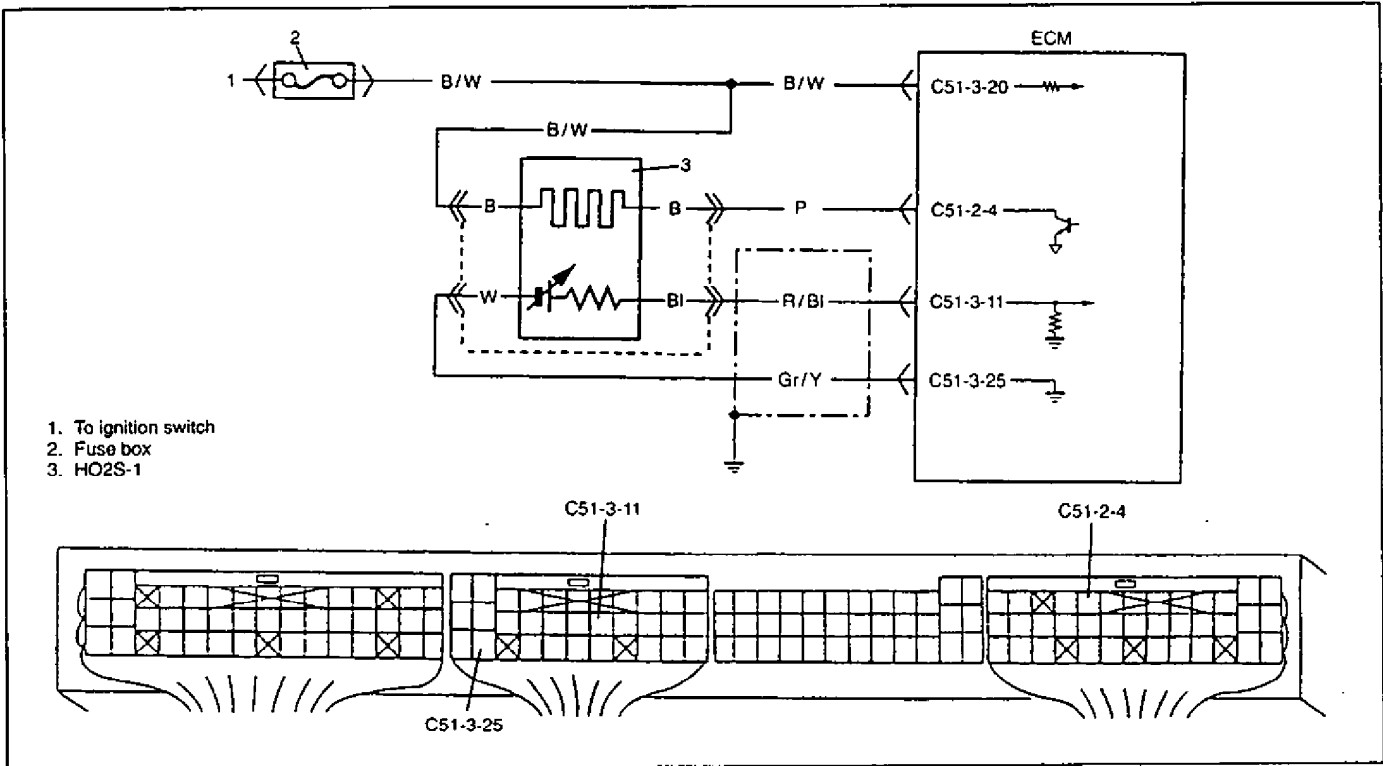 ECM
2
1
B/W
B/W
C51-3-20
B/W
3
B
B
P
C51-2-4
W
Bl
R/Bl
C51-3-11
Gr/Y
C51-3-25
1. To ignition switch
2. Fuse box
3. HO2S-1
C51-3-11
C51-2-4
C51-3-25